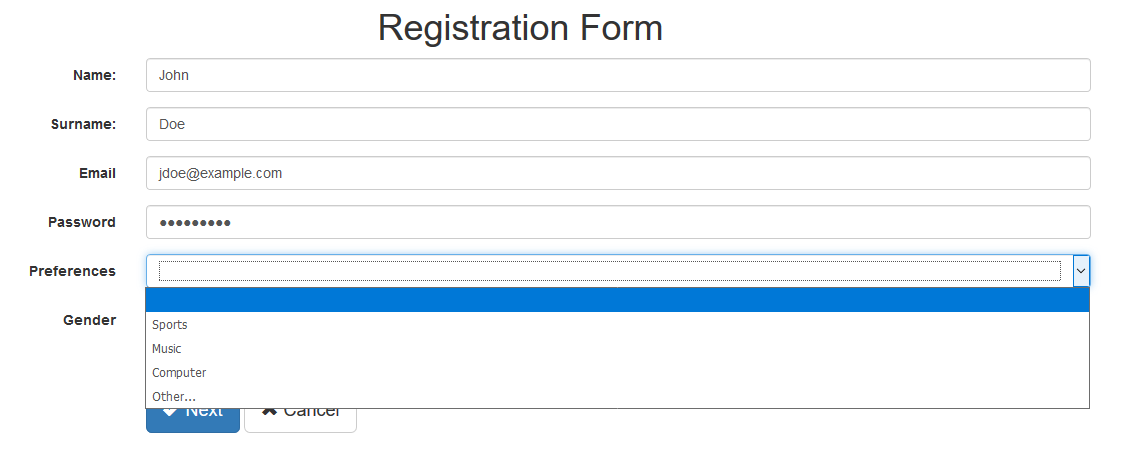 Registration Form
Name: John
Surname: Doe
Email jdoe@example.com
Password •••••••••
Preferences
Gender
Sports
Music
Computer
Other...
Next Cancel